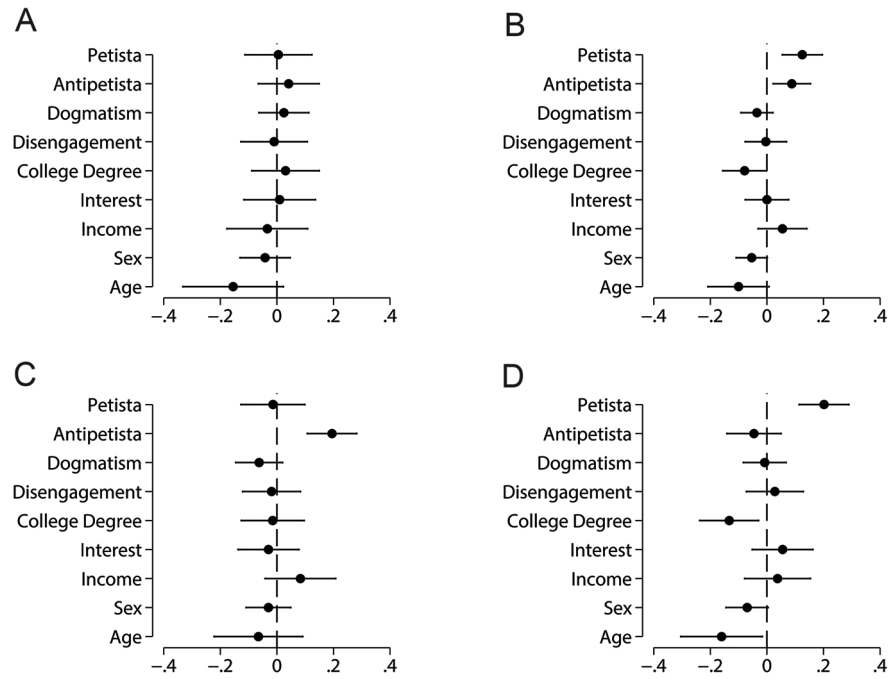 A
Petista
Antipetista
Dogmatism
Disengagement
College Degree
Interest
Income
Sex
Age
−.4 −.2 0 .2 .4
B
Petista
Antipetista
Dogmatism
Disengagement
College Degree
Interest
Income
Sex
Age
−.4 −.2 0 .2 .4
C
Petista
Antipetista
Dogmatism
Disengagement
College Degree
Interest
Income
Sex
Age
−.4 −.2 0 .2 .4
D
Petista
Antipetista
Dogmatism
Disengagement
College Degree
Interest
Income
Sex
Age
−.4 −.2 0 .2 .4